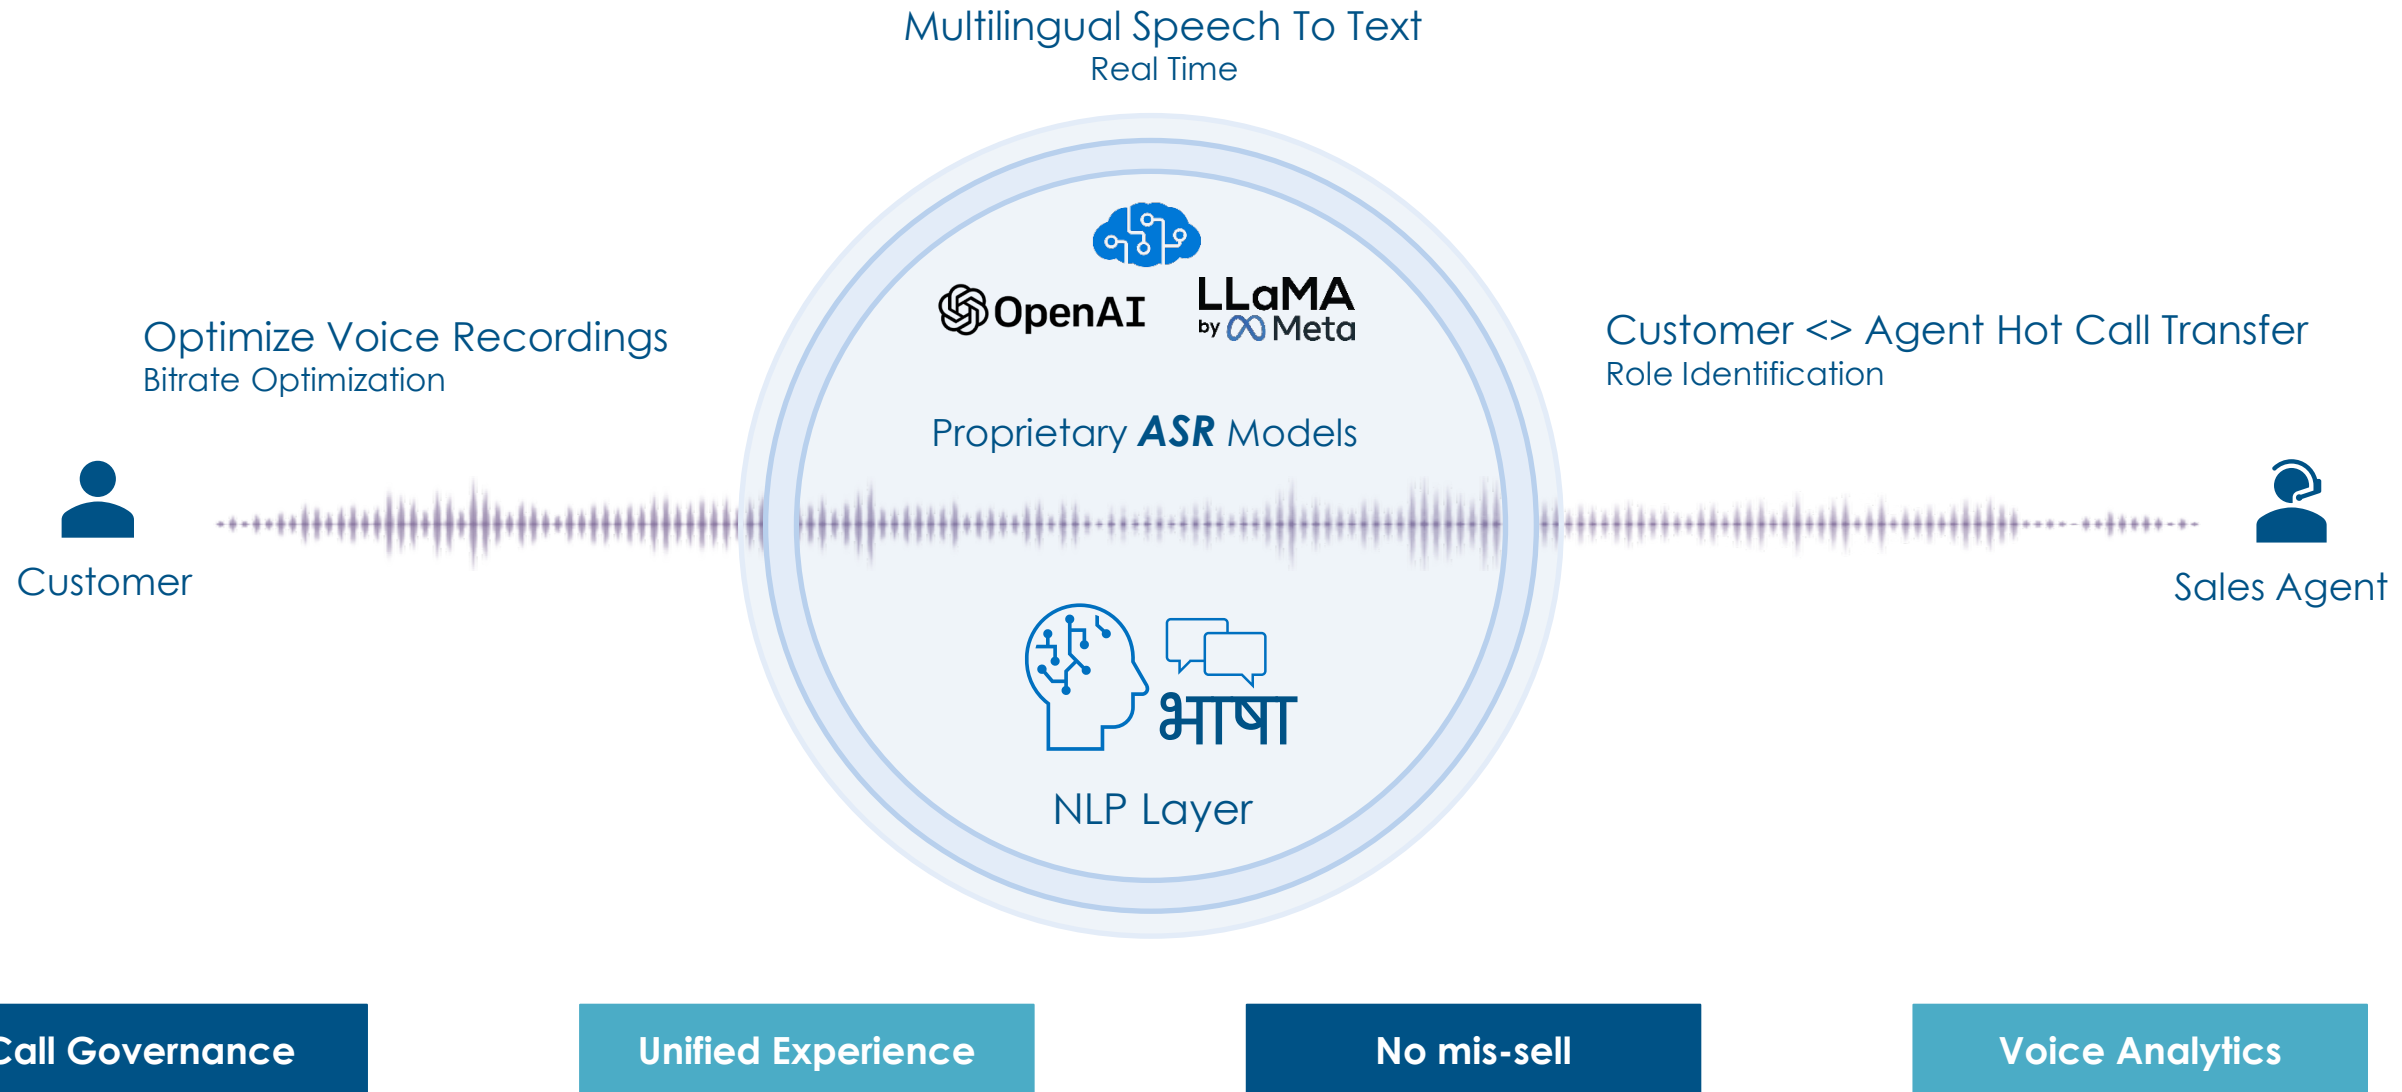 Multilingual Speech To Text
Real Time
OpenAI
LLaMA
by Meta
Optimize Voice Recordings
Bitrate Optimization
Customer <> Agent Hot Call Transfer
Role Identification
Proprietary ASR Models
Customer
Sales Agent
भाषा
NLP Layer
Call Governance
Unified Experience
No mis-sell
Voice Analytics